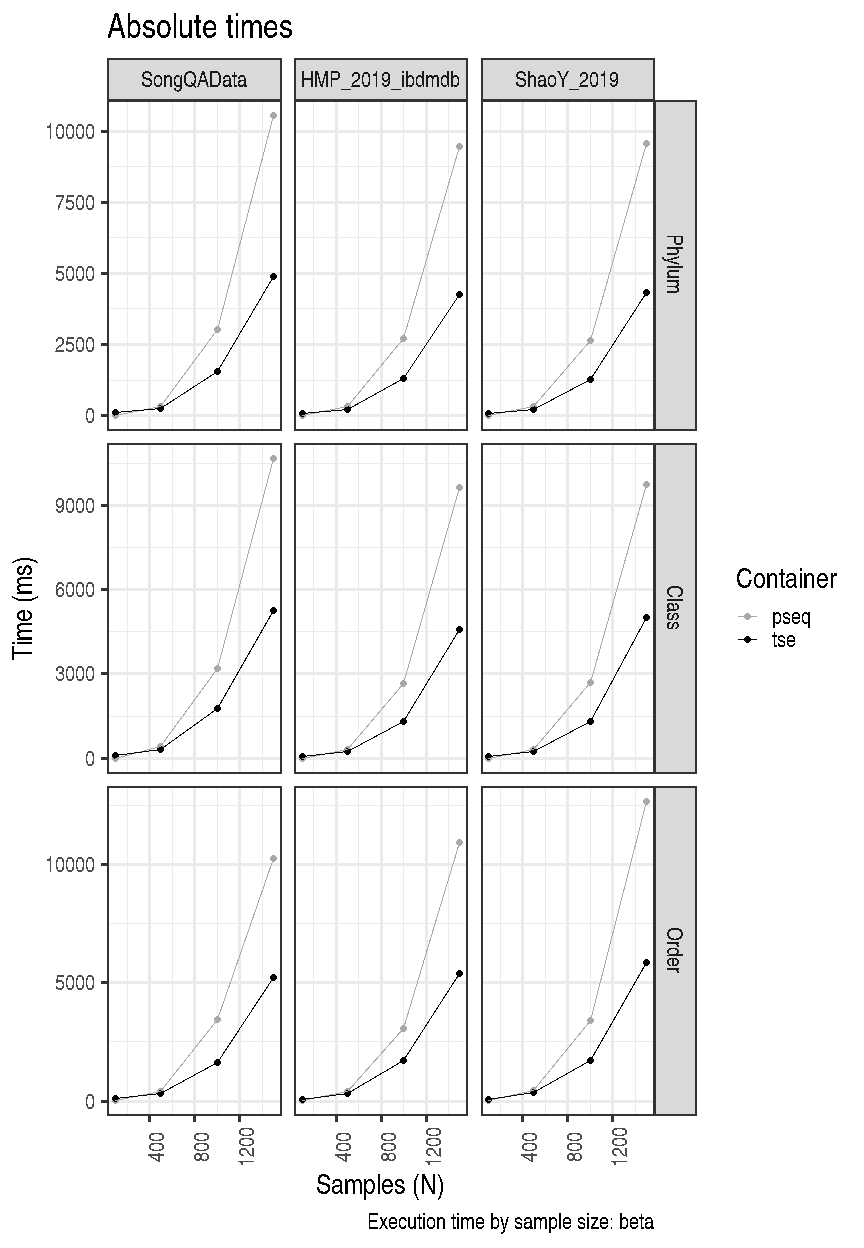 Absolute times
SongQAData
HMP_2019_ibdmdb
ShaoY_2019
10000
7500
5000
2500
0
Phylum
9000
6000
3000
0
Class
10000
5000
0
Order
Time (ms)
400
800
1200
400
800
1200
400
800
1200
Samples (N)
Container
pseq
tse
Execution time by sample size: beta